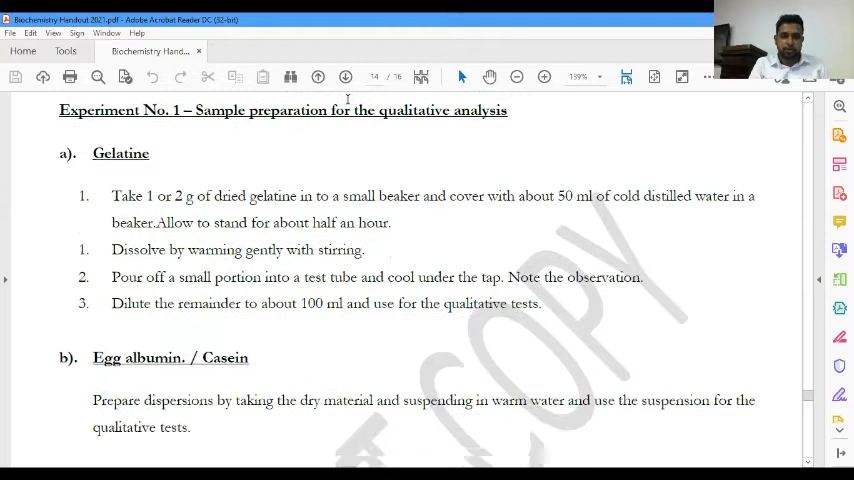 Biochemistry Handout 2021.pdf - Adobe Acrobat Reader DC (32-bit)
File Edit View Sign Window Help
Home Tools Biochemistry Hand... ×
14 / 16 139%
Experiment No. 1 – Sample preparation for the qualitative analysis
a). Gelatine
1. Take 1 or 2 g of dried gelatine in to a small beaker and cover with about 50 ml of cold distilled water in a
beaker.Allow to stand for about half an hour.
1. Dissolve by warming gently with stirring.
2. Pour off a small portion into a test tube and cool under the tap. Note the observation.
3. Dilute the remainder to about 100 ml and use for the qualitative tests.
b). Egg albumin. / Casein
Prepare dispersions by taking the dry material and suspending in warm water and use the suspension for the
qualitative tests.
COPY